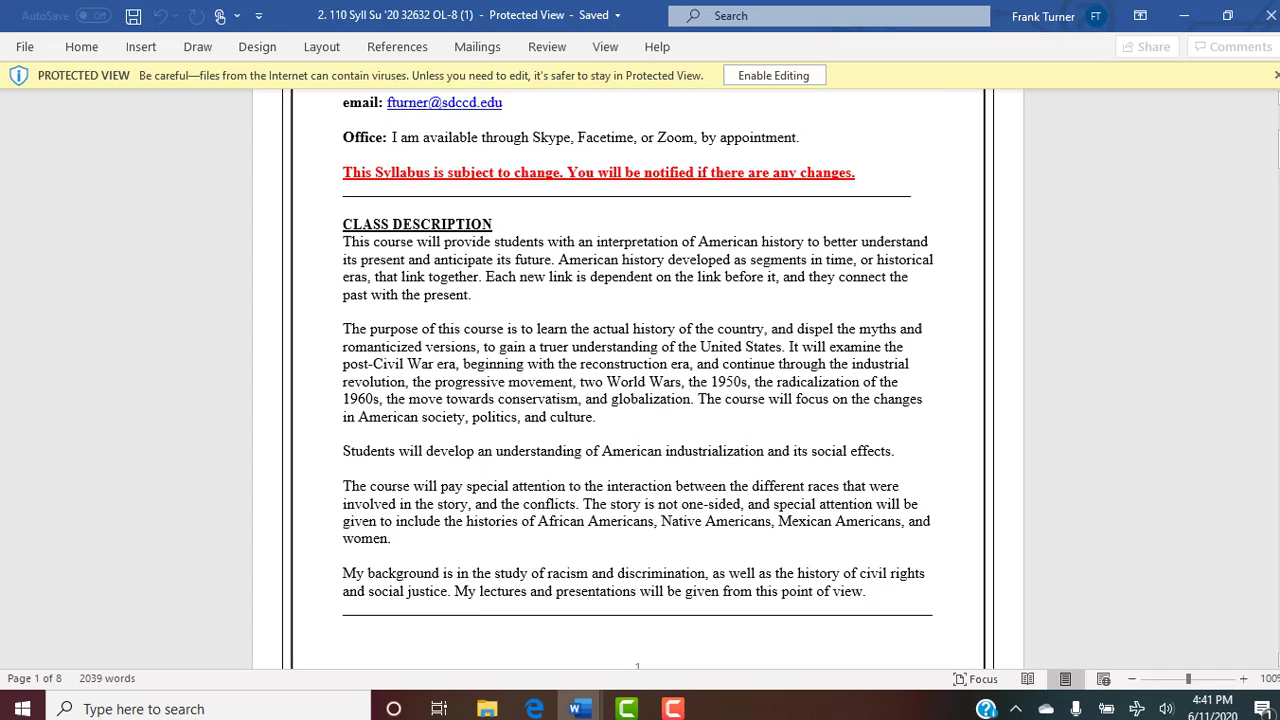 AutoSave Off 2. 110 Syll Su '20 32632 OL-8 (1) - Protected View - Saved Search Frank Turner FT
File Home Insert Draw Design Layout References Mailings Review View Help Share Comments
PROTECTED VIEW Be careful—files from the Internet can contain viruses. Unless you need to edit, it's safer to stay in Protected View. Enable Editing
email: fturner@sdccd.edu
Office: I am available through Skype, Facetime, or Zoom, by appointment.
This Syllabus is subject to change. You will be notified if there are any changes.
CLASS DESCRIPTION
This course will provide students with an interpretation of American history to better understand
its present and anticipate its future. American history developed as segments in time, or historical
eras, that link together. Each new link is dependent on the link before it, and they connect the
past with the present.
The purpose of this course is to learn the actual history of the country, and dispel the myths and
romanticized versions, to gain a truer understanding of the United States. It will examine the
post-Civil War era, beginning with the reconstruction era, and continue through the industrial
revolution, the progressive movement, two World Wars, the 1950s, the radicalization of the
1960s, the move towards conservatism, and globalization. The course will focus on the changes
in American society, politics, and culture.
Students will develop an understanding of American industrialization and its social effects.
The course will pay special attention to the interaction between the different races that were
involved in the story, and the conflicts. The story is not one-sided, and special attention will be
given to include the histories of African Americans, Native Americans, Mexican Americans, and
women.
My background is in the study of racism and discrimination, as well as the history of civil rights
and social justice. My lectures and presentations will be given from this point of view.
1
Page 1 of 8 2039 words Focus 100%
Type here to search 4:41 PM
6/11/2020